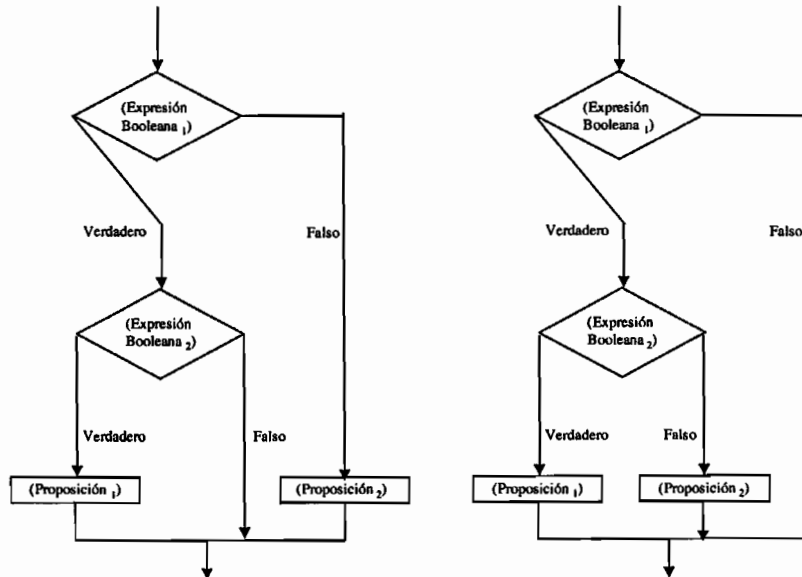 (Expresión
Booleana ₁)
Verdadero
Falso
(Expresión
Booleana ₂)
Verdadero
Falso
(Proposición ₁)
(Proposición ₂)
(Expresión
Booleana ₁)
Verdadero
Falso
(Expresión
Booleana ₂)
Verdadero
Falso
(Proposición ₁)
(Proposición ₂)